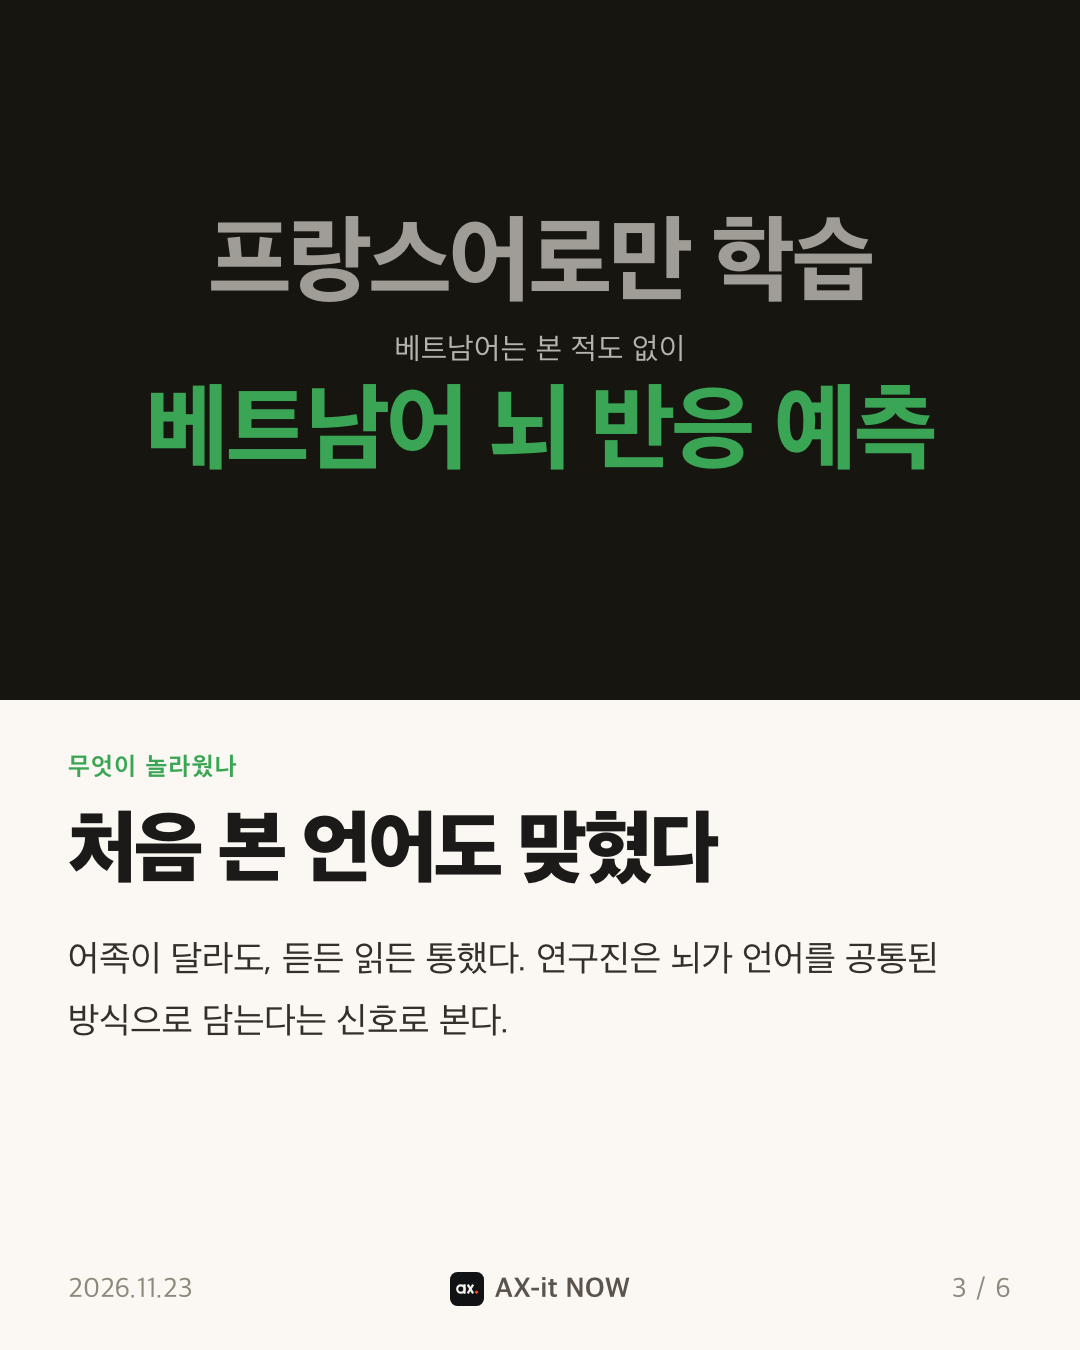 프랑스어로만 학습
베트남어는 본 적도 없이
베트남어 뇌 반응 예측
무엇이 놀라웠나
처음 본 언어도 맞혔다
어족이 달라도, 듣든 읽든 통했다. 연구진은 뇌가 언어를 공통된
방식으로 담는다는 신호로 본다.
2026.11.23
ax. AX-it NOW
3 / 6